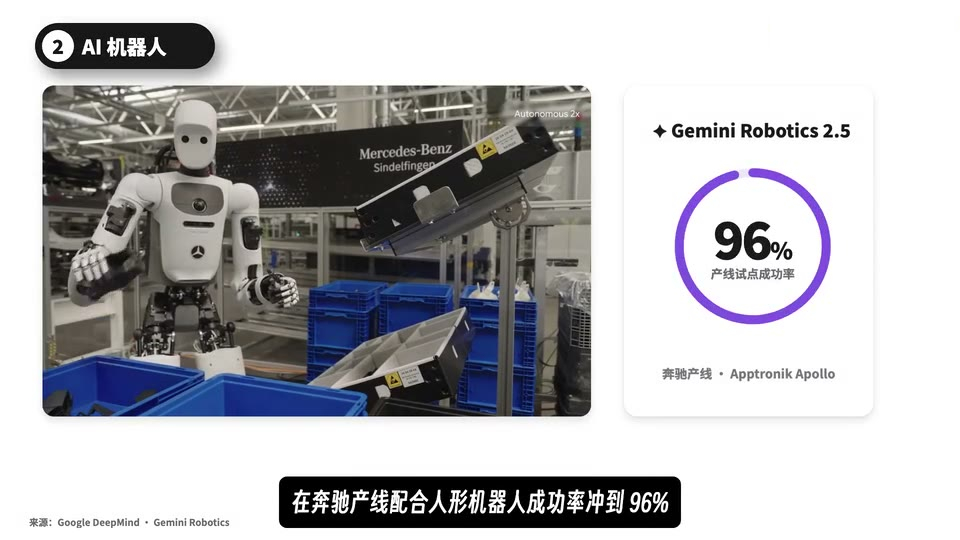 2 AI 机器人
Autonomous 2x
Mercedes-Benz
Sindelfingen
Gemini Robotics 2.5
96%
产线试点成功率
奔驰产线 · Apptronik Apollo
在奔驰产线配合人形机器人成功率冲到 96%
来源：Google DeepMind · Gemini Robotics